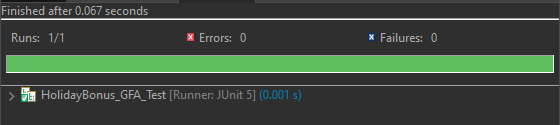 Finished after 0.067 seconds
Runs: 1/1 Errors: 0 Failures: 0
HolidayBonus_GFA_Test [Runner: JUnit 5] (0.001 s)